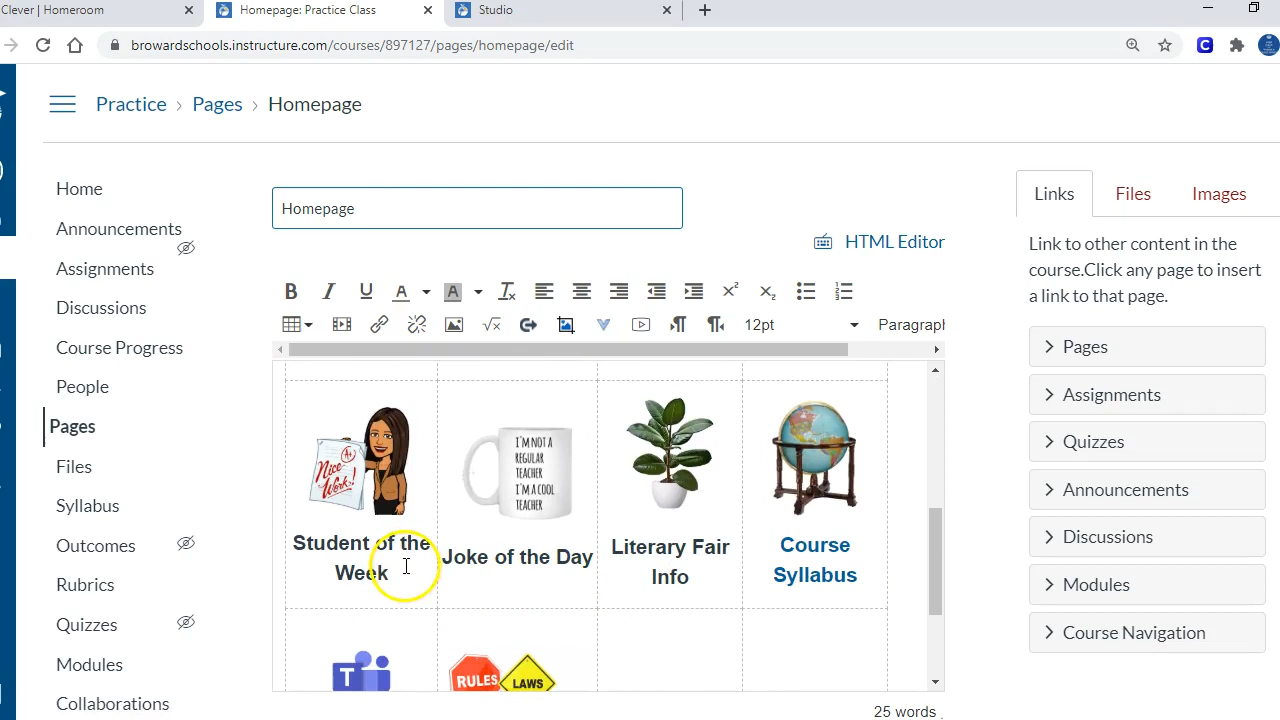 Clever | Homeroom
Homepage: Practice Class
Studio
browardschools.instructure.com/courses/897127/pages/homepage/edit
Practice > Pages > Homepage
Home
Announcements
Assignments
Discussions
Course Progress
People
Pages
Files
Syllabus
Outcomes
Rubrics
Quizzes
Modules
Collaborations
Homepage
HTML Editor
B I U A A Tx x² x₂
12pt Paragraph
Nice Work! A+
I'M NOT A
REGULAR
TEACHER
I'M A COOL
TEACHER
Student of the
Week
Joke of the Day
Literary Fair
Info
Course
Syllabus
T
RULES
LAWS
25 words
Links Files Images
Link to other content in the
course.Click any page to insert
a link to that page.
Pages
Assignments
Quizzes
Announcements
Discussions
Modules
Course Navigation